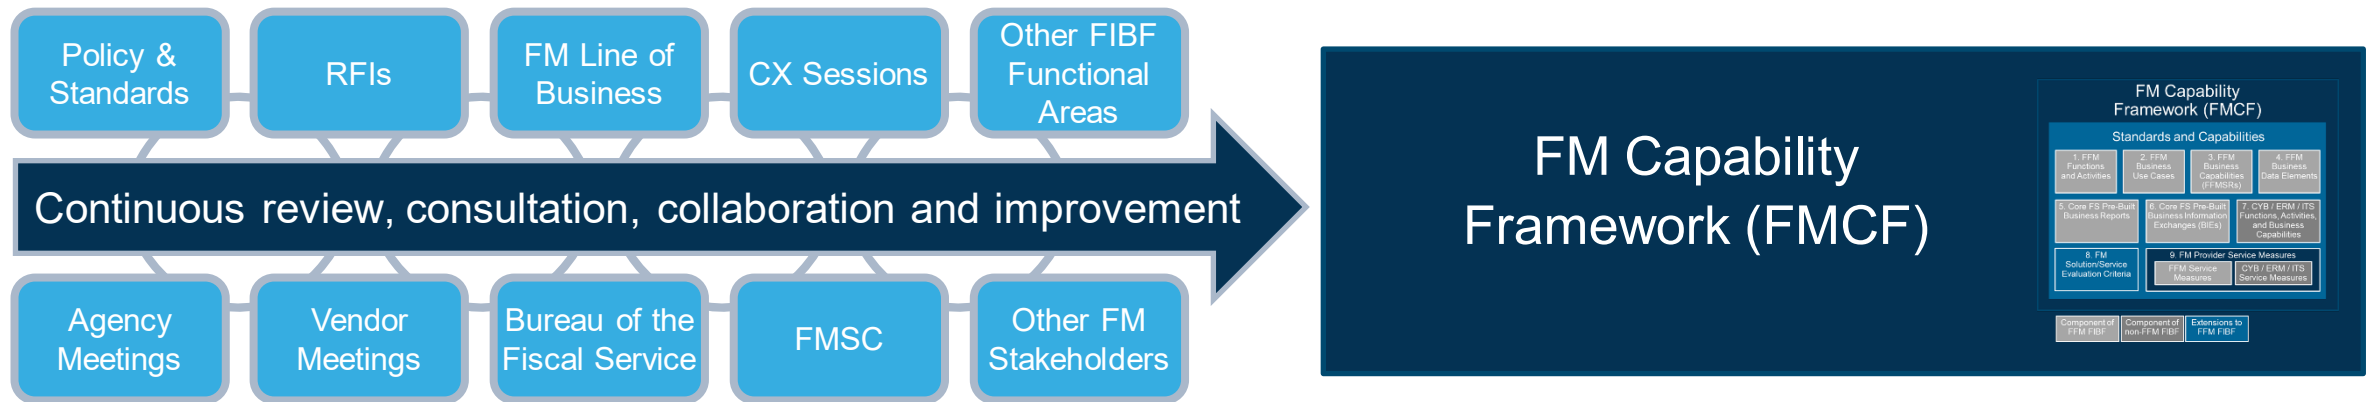 Policy &
Standards
RFIs
FM Line of
Business
CX Sessions
Other FIBF
Functional
Areas
Continuous review, consultation, collaboration and improvement
Agency
Meetings
Vendor
Meetings
Bureau of the
Fiscal Service
FMSC
Other FM
Stakeholders
FM Capability
Framework (FMCF)
FM Capability
Framework (FMCF)
Standards and Capabilities
1. FFM
Functions
and Activities
2. FFM
Business
Use Cases
3. FFM
Business
Capabilities
(FFMSRs)
4. FFM
Business
Data Elements
5. Core FS Pre-Built
Business Reports
6. Core FS Pre-Built
Business Information
Exchanges (BIEs)
7. CYB / ERM / ITS
Functions, Activities,
and Business
Capabilities
8. FM
Solution/Service
Evaluation Criteria
9. FM Provider Service Measures
FFM Service
Measures
CYB / ERM / ITS
Service Measures
Component of
FFM FIBF
Component of
non-FFM FIBF
Extensions to
FFM FIBF